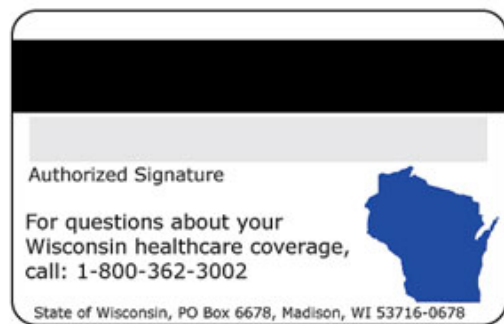 Authorized Signature
For questions about your
Wisconsin healthcare coverage,
call: 1-800-362-3002
State of Wisconsin, PO Box 6678, Madison, WI 53716-0678